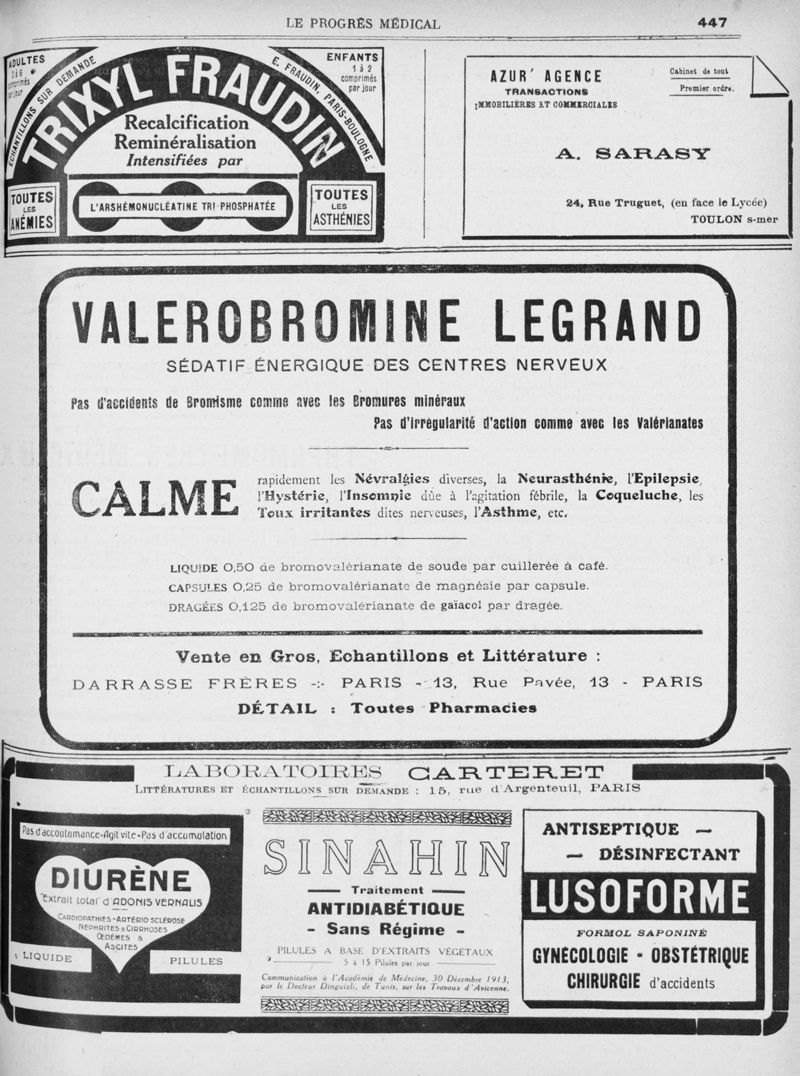 LE PROGRÈS MÉDICAL
447
ADULTES
par jour
ÉCHANTILLONS SUR DEMANDE
TRIXYL FRAUDIN
E. FRAUDIN, PARIS-BOULOGNE
ENFANTS
1 à 2
comprimés
par jour
Recalcification
Reminéralisation
Intensifiées par
TOUTES
LES
ANÉMIES
L'ARSHÉMONUCLÉATINE TRI PHOSPHATÉE
TOUTES
LES
ASTHÉNIES
AZUR' AGENCE
TRANSACTIONS
IMMOBILIÈRES ET COMMERCIALES
Cabinet de tout
Premier ordre.
A. SARASY
24, Rue Truguet, (en face le Lycée)
TOULON s-mer
VALEROBROMINE LEGRAND
SÉDATIF ÉNERGIQUE DES CENTRES NERVEUX
Pas d'accidents de Bromisme comme avec les Bromures minéraux
Pas d'irrégularité d'action comme avec les Valérianates
CALME
rapidement les Névralgies diverses, la Neurasthénie, l'Epilepsie,
l'Hystérie, l'Insomnie dûe à l'agitation fébrile, la Coqueluche, les
Toux irritantes dites nerveuses, l'Asthme, etc.
LIQUIDE 0,50 de bromovalérianate de soude par cuillerée à café.
CAPSULES 0,25 de bromovalérianate de magnésie par capsule.
DRAGÉES 0,125 de bromovalérianate de gaïacol par dragée.
Vente en Gros, Echantillons et Littérature :
DARRASSE FRÈRES -:- PARIS - 13, Rue Pavée, 13 - PARIS
DÉTAIL : Toutes Pharmacies
LABORATOIRES CARTERET
LITTÉRATURES ET ÉCHANTILLONS SUR DEMANDE : 15, rue d'Argenteuil, PARIS
Pas d'accoutumance-Agit vite-Pas d'accumulation
DIURÈNE
"Extrait total" d'ADONIS VERNALIS
CARDIOPATHIES-ARTÉRIO-SCLÉROSE
NÉPHRITES & CIRRHOSES
ŒDÈMES &
ASCITES
LIQUIDE
PILULES
SINAHIN
Traitement
ANTIDIABÉTIQUE
- Sans Régime -
PILULES A BASE D'EXTRAITS VÉGÉTAUX
5 à 15 Pilules par jour
Communication à l'Académie de Médecine, 30 Décembre 1913,
par le Docteur Dinguizli, de Tunis, sur les Travaux d'Avicenne.
ANTISEPTIQUE —
— DÉSINFECTANT
LUSOFORME
FORMOL SAPONINÉ
GYNÉCOLOGIE - OBSTÉTRIQUE
CHIRURGIE d'accidents